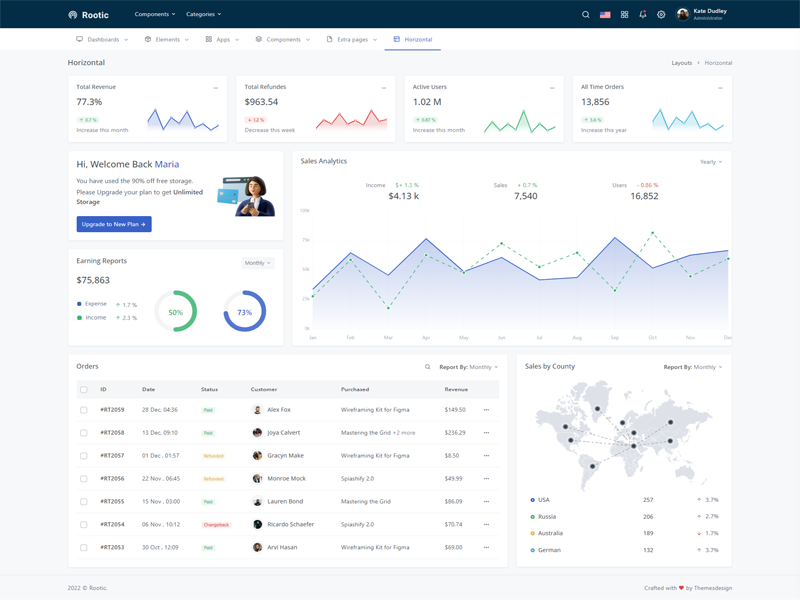 Rootic
Components Categories
Kate Dudley
Administrator
Dashboards Elements Apps Components Extra pages Horizontal
Horizontal
Layouts Horizontal
Total Revenue
77.3%
+ 0.7 %
Increase this month
Total Refundes
$963.54
Decrease this week
Active Users
1.02 M
Increase this month
All Time Orders
13,856
Increase this year
Hi, Welcome Back Maria
You have used the 90% off free storage.
Please Upgrade your plan to get Unlimited
Storage
Upgrade to New Plan →
Sales Analytics
Yearly
Income $+ 1.3 %
$4.13 k
Sales + 0.7 %
7,540
Users - 0.86 %
16,852
100k
75k
50k
25k
0k
Jan Feb Mar Apr May Jun Jul Aug Sep Oct Nov Dec
Earning Reports
Monthly
$75,863
Expense 1.7 %
Income 2.3 %
50%
73%
Orders
Report By: Monthly
ID Date Status Customer Purchased Revenue
#RT2059 28 Dec, 04:36 Paid Alex Fox Wireframing Kit for Figma $149.50
#RT2058 13 Dec, 09:10 Paid Joya Calvert Mastering the Grid +2 more $236.29
#RT2057 01 Dec . 01:57 Refunded Gracyn Make Wireframing Kit for Figma $8.50
#RT2056 22 Nov . 06:45 Refunded Monroe Mock Spiashify 2.0 $49.99
#RT2055 15 Nov . 03:00 Paid Lauren Bond Mastering the Grid $86.09
#RT2054 06 Nov . 10:12 Chargeback Ricardo Schaefer Spiashify 2.0 $70.74
#RT2053 30 Oct . 12:09 Paid Arvi Hasan Wireframing Kit for Figma $69.00
Sales by County
Report By: Monthly
USA 257 3.7%
Russia 206 2.7%
Australia 189 1.7%
German 132 3.7%
2022 © Rootic.
Crafted with ❤ by Themesdesign